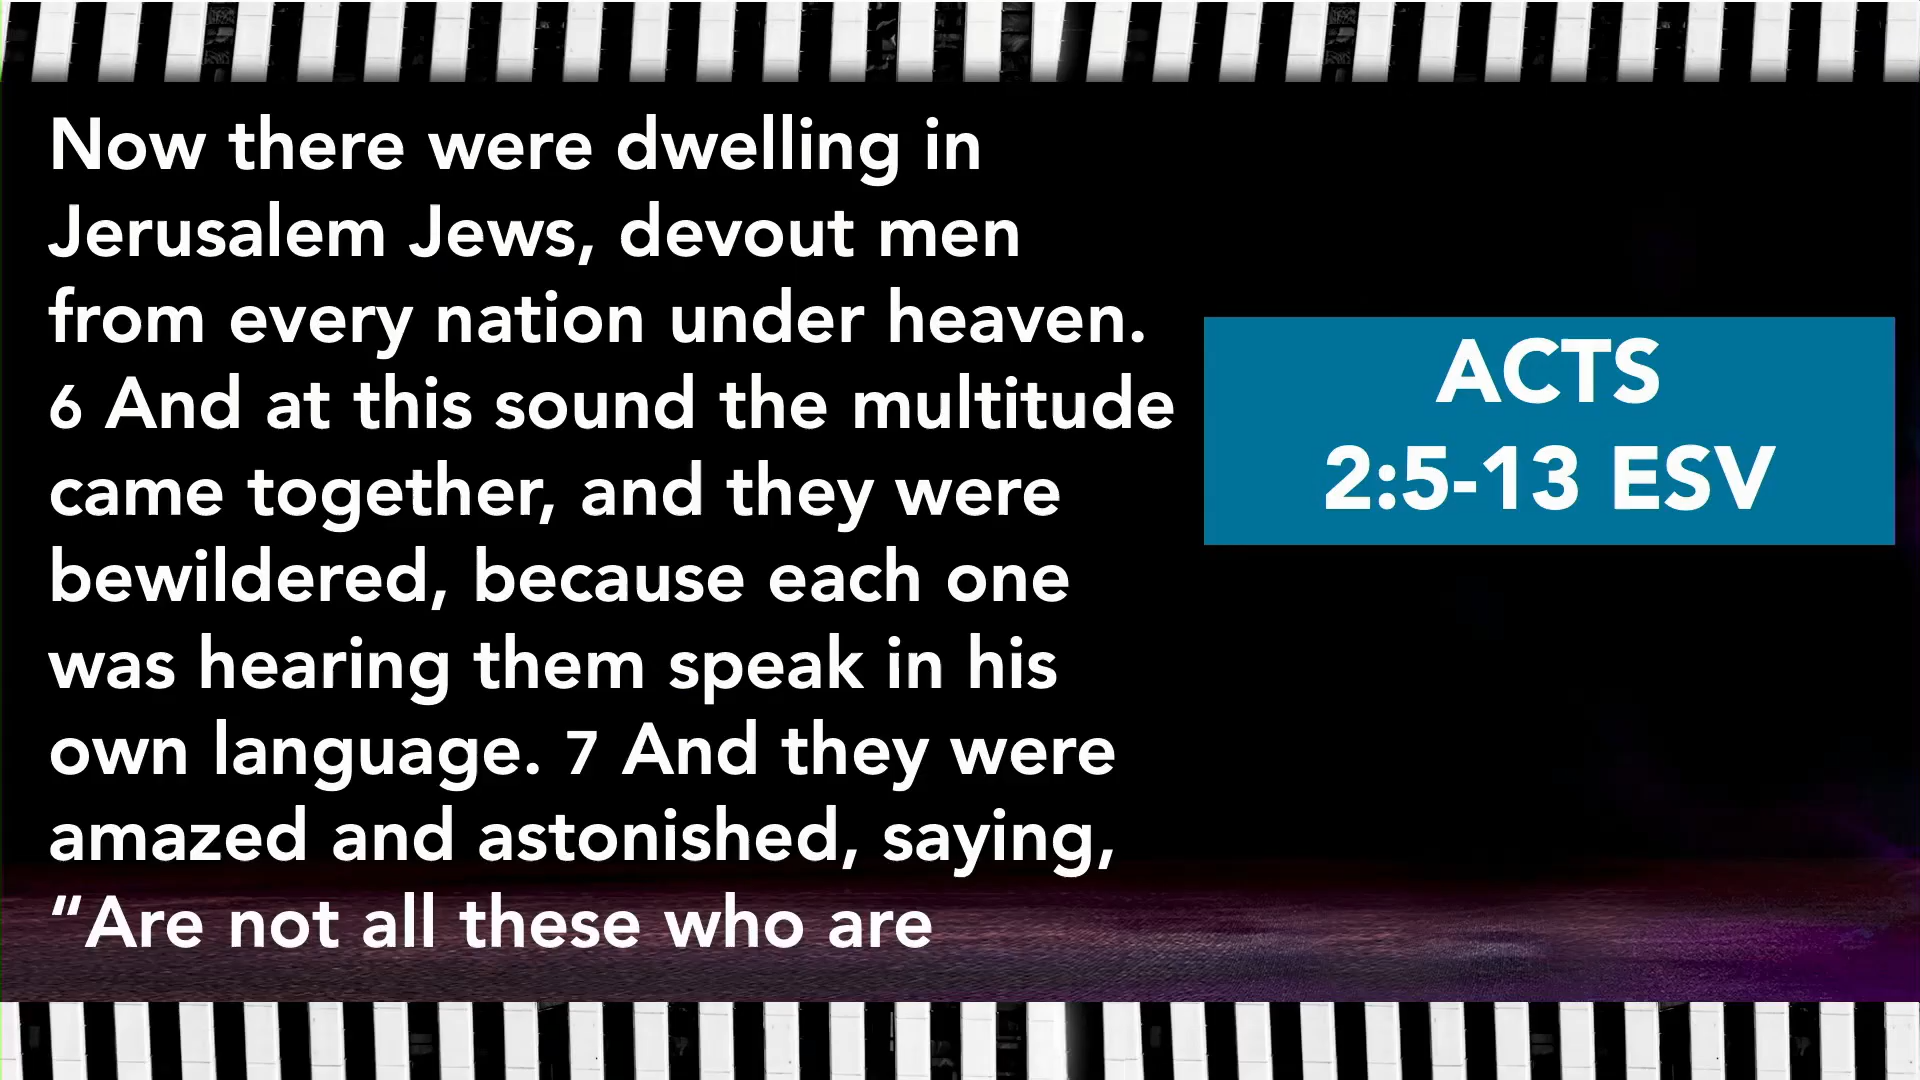 Now there were dwelling in
Jerusalem Jews, devout men
from every nation under heaven.
6 And at this sound the multitude
came together, and they were
bewildered, because each one
was hearing them speak in his
own language. 7 And they were
amazed and astonished, saying,
“Are not all these who are
ACTS
2:5-13 ESV